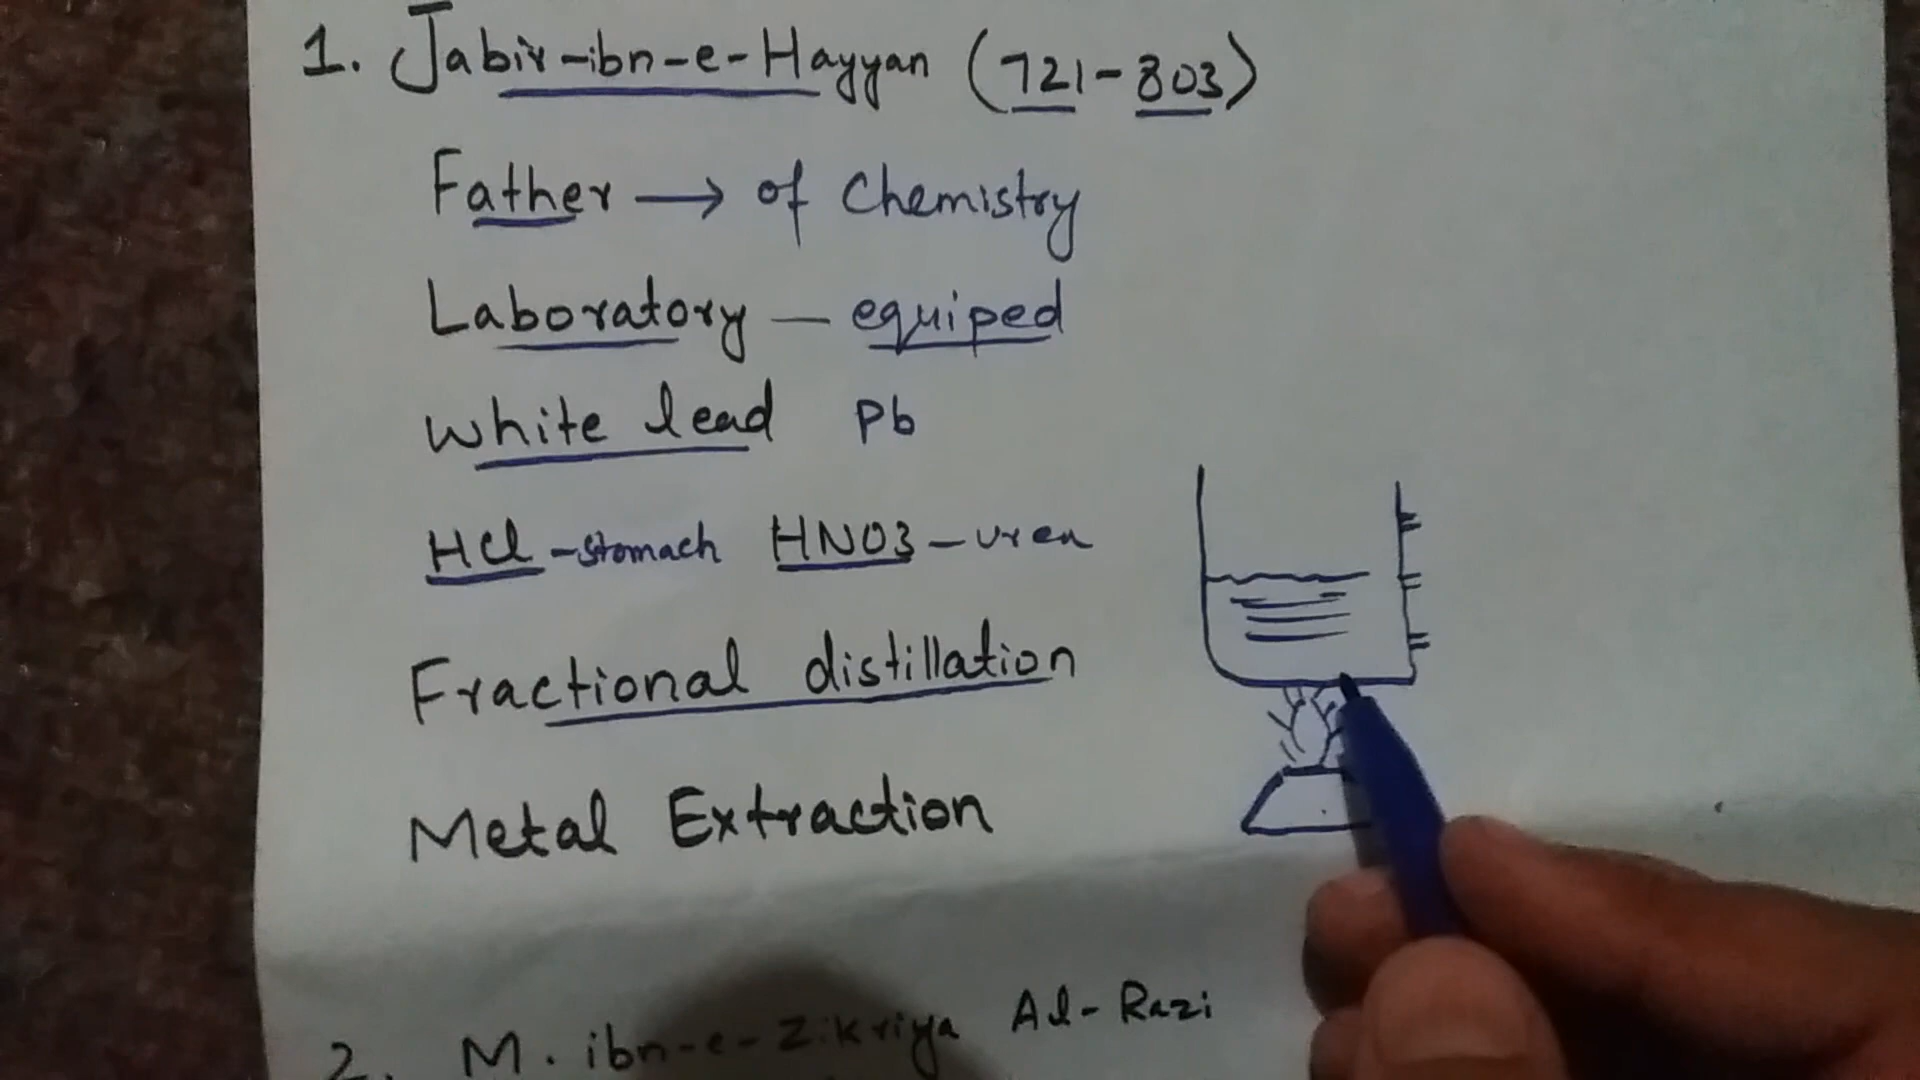 1. Jabir-ibn-e-Hayyan (721-803)
Father → of Chemistry
Laboratory — equiped
White lead Pb
HCl - Stomach HNO3 - urea
Fractional distillation
Metal Extraction
2. M. ibn-e-Zikriya Al-Razi